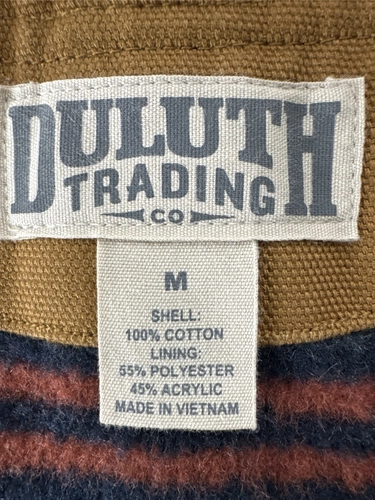 DULUTH
TRADING
CO
M
SHELL:
100% COTTON
LINING:
55% POLYESTER
45% ACRYLIC
MADE IN VIETNAM